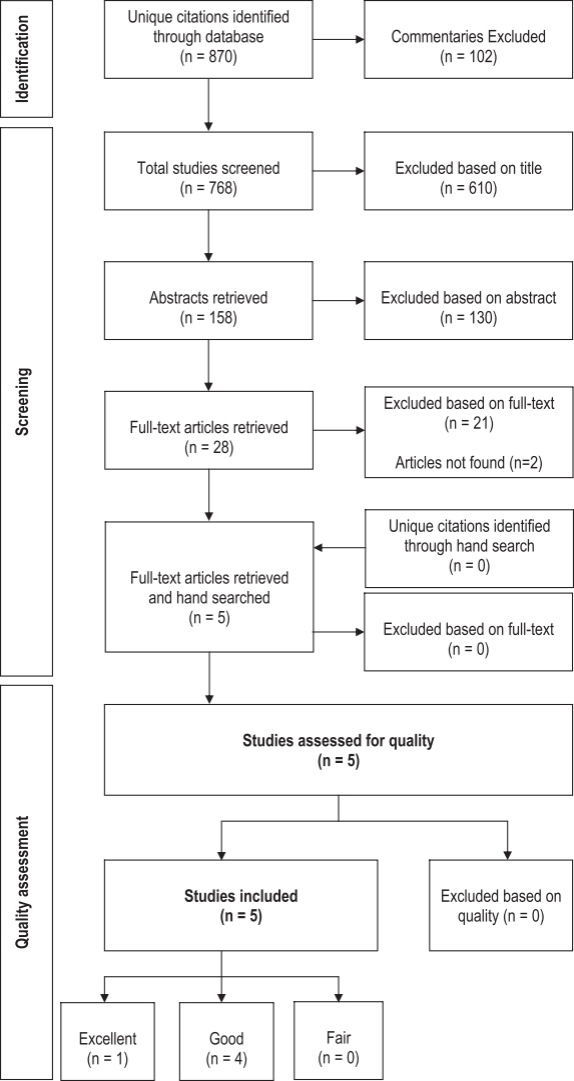 Identification
Unique citations identified
through database
(n = 870)
Commentaries Excluded
(n = 102)
Screening
Total studies screened
(n = 768)
Excluded based on title
(n = 610)
Abstracts retrieved
(n = 158)
Excluded based on abstract
(n = 130)
Full-text articles retrieved
(n = 28)
Excluded based on full-text
(n = 21)
Articles not found (n=2)
Full-text articles retrieved
and hand searched
(n = 5)
Unique citations identified
through hand search
(n = 0)
Excluded based on full-text
(n = 0)
Quality assessment
Studies assessed for quality
(n = 5)
Studies included
(n = 5)
Excluded based on
quality (n = 0)
Excellent
(n = 1)
Good
(n = 4)
Fair
(n = 0)